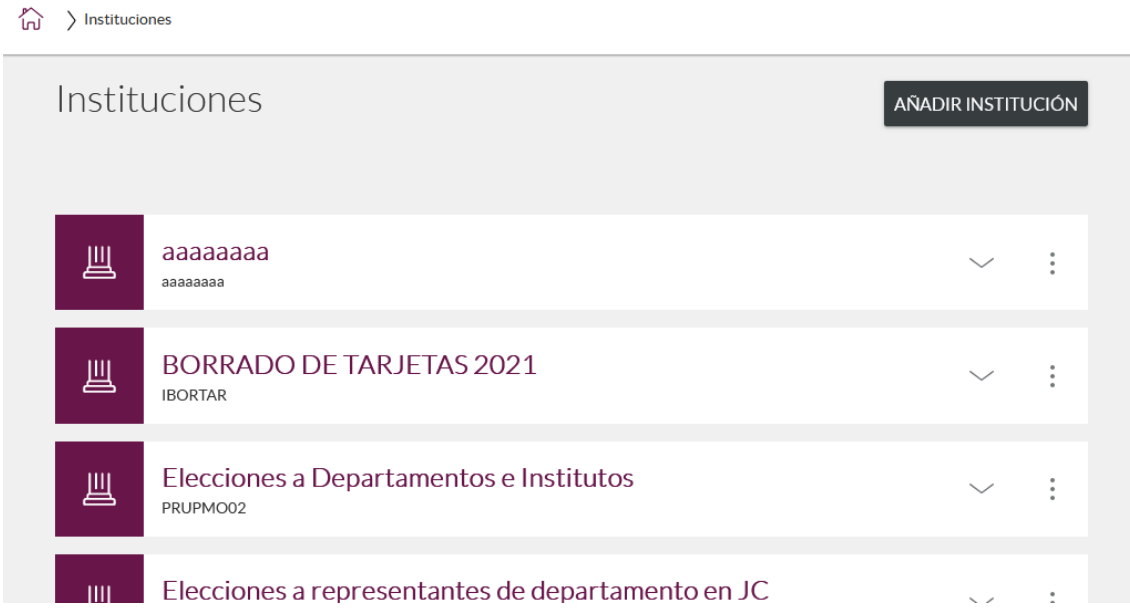 Instituciones
Instituciones
AÑADIR INSTITUCIÓN
aaaaaaaa
aaaaaaaa
BORRADO DE TARJETAS 2021
IBORTAR
Elecciones a Departamentos e Institutos
PRUPMO02
Elecciones a representantes de departamento en JC